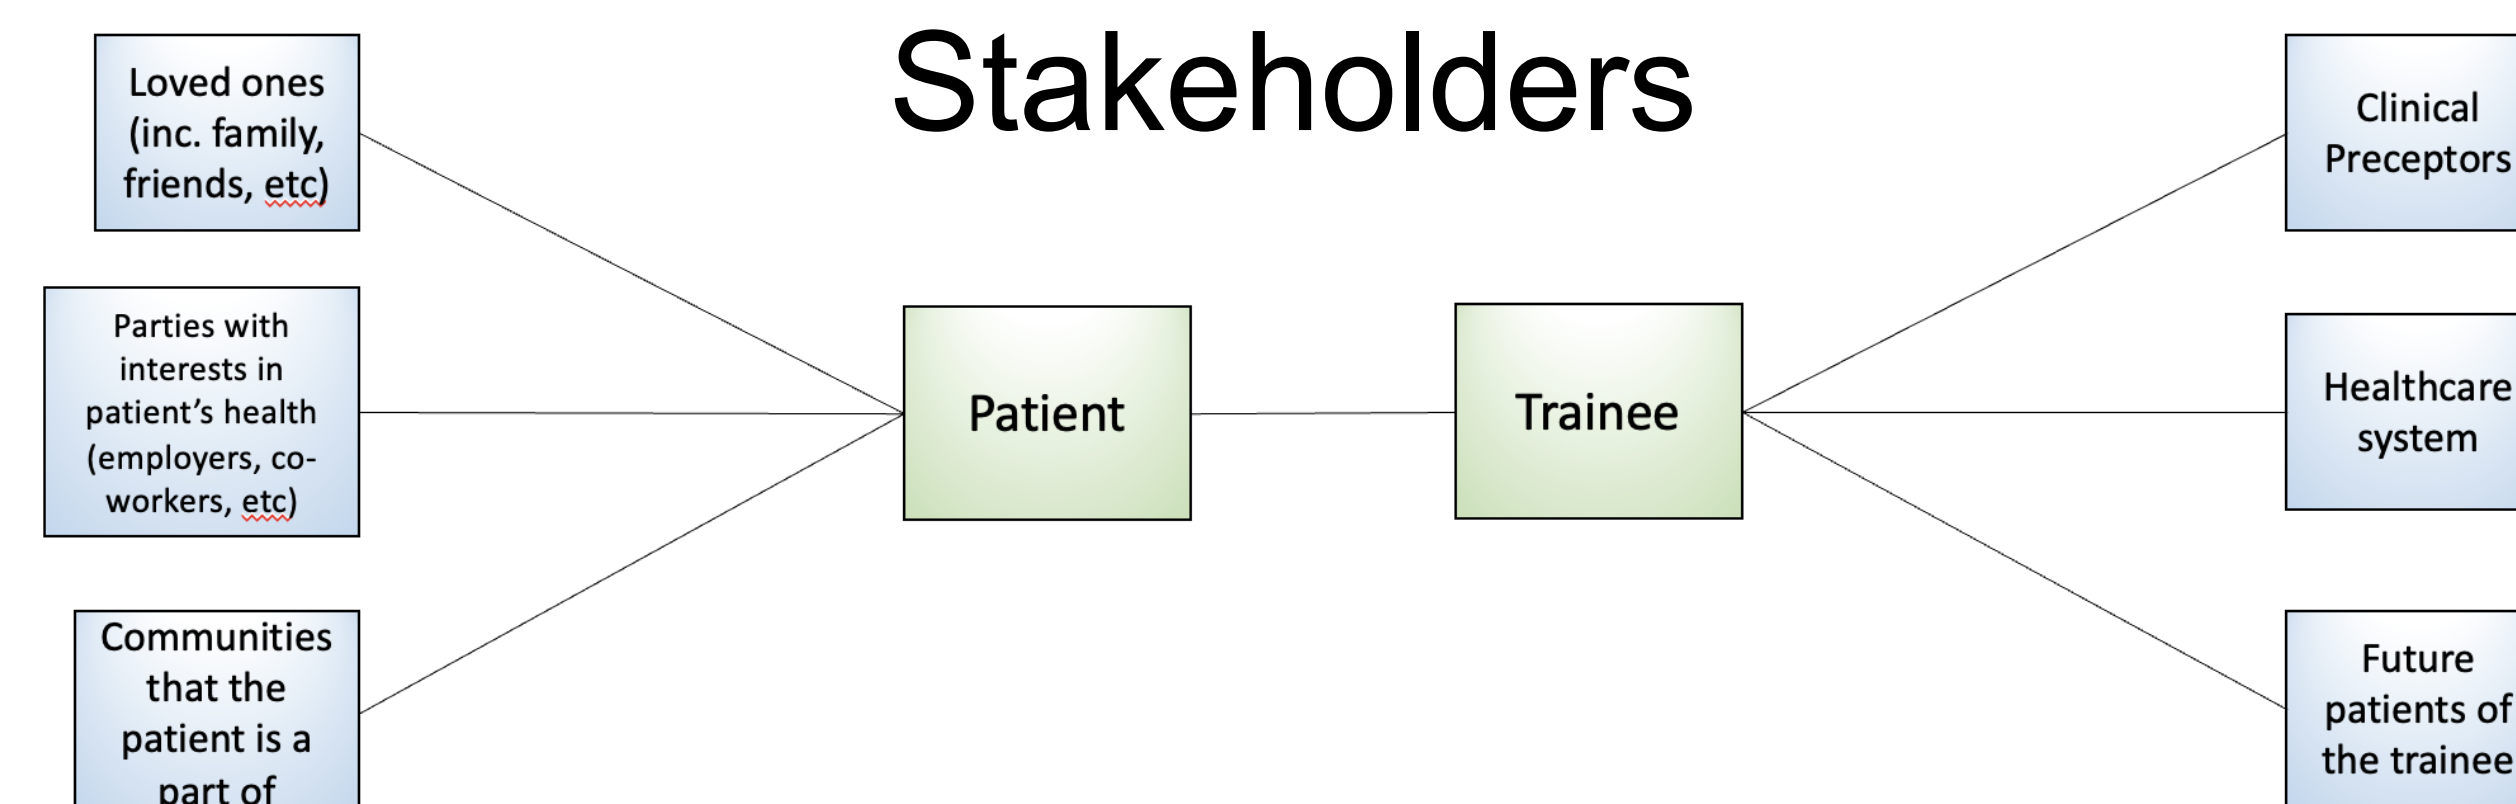 Stakeholders
Loved ones
(inc. family,
friends, etc)
Parties with
interests in
patient's health
(employers, co-
workers, etc)
Communities
that the
patient is a
part of
Patient
Trainee
Clinical
Preceptors
Healthcare
system
Future
patients of
the trainee